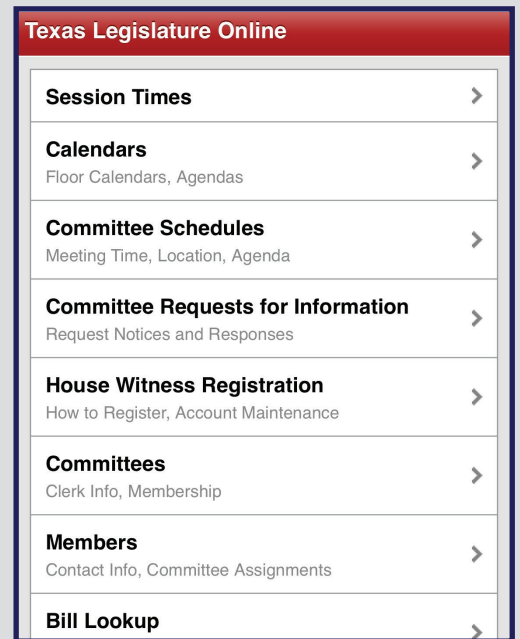 Texas Legislature Online
Session Times
Calendars
Floor Calendars, Agendas
Committee Schedules
Meeting Time, Location, Agenda
Committee Requests for Information
Request Notices and Responses
House Witness Registration
How to Register, Account Maintenance
Committees
Clerk Info, Membership
Members
Contact Info, Committee Assignments
Bill Lookup